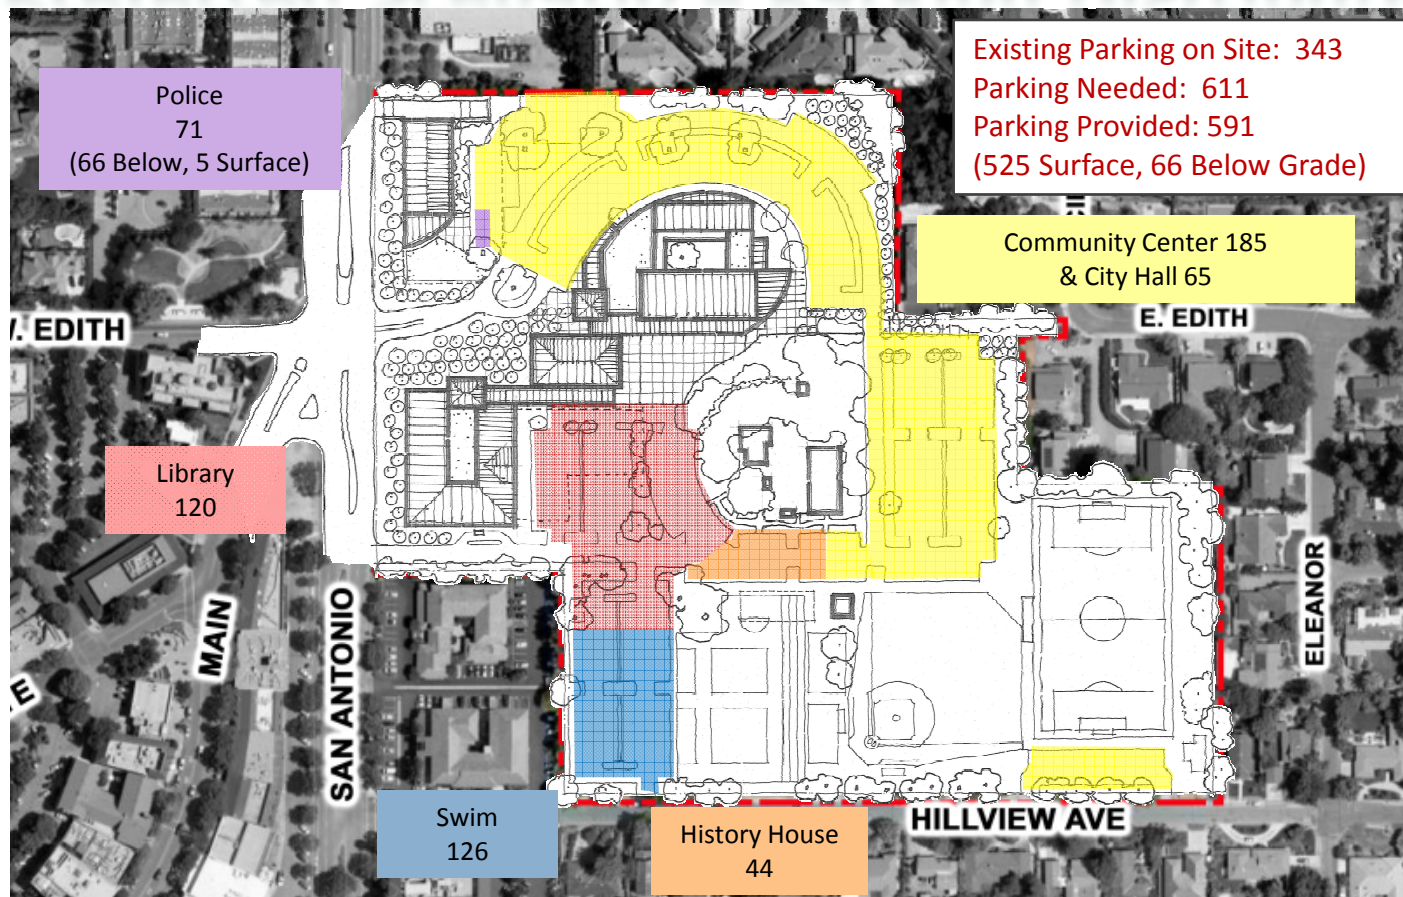 Existing Parking on Site: 343
Parking Needed: 611
Parking Provided: 591
(525 Surface, 66 Below Grade)
Police
71
(66 Below, 5 Surface)
Community Center 185
& City Hall 65
E. EDITH
. EDITH
Library
120
MAIN
SAN ANTONIO
ELEANOR
E
Swim
126
History House
44
HILLVIEW AVE